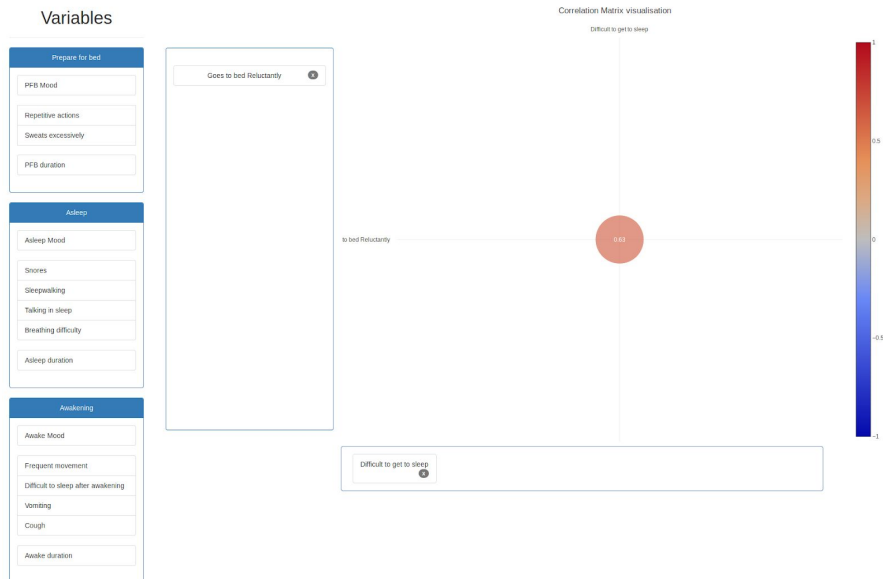 Variables
Prepare for bed
PFB Mood
Repetitive actions
Sweats excessively
PFB duration
Asleep
Asleep Mood
Snores
Sleepwalking
Talking in sleep
Breathing difficulty
Asleep duration
Awakening
Awake Mood
Frequent movement
Difficult to sleep after awakening
Vomiting
Cough
Awake duration
Goes to bed Reluctantly x
Correlation Matrix visualisation
Difficult to get to sleep
to bed Reluctantly
0.63
1
0.5
0
−0.5
−1
Difficult to get to sleep
x